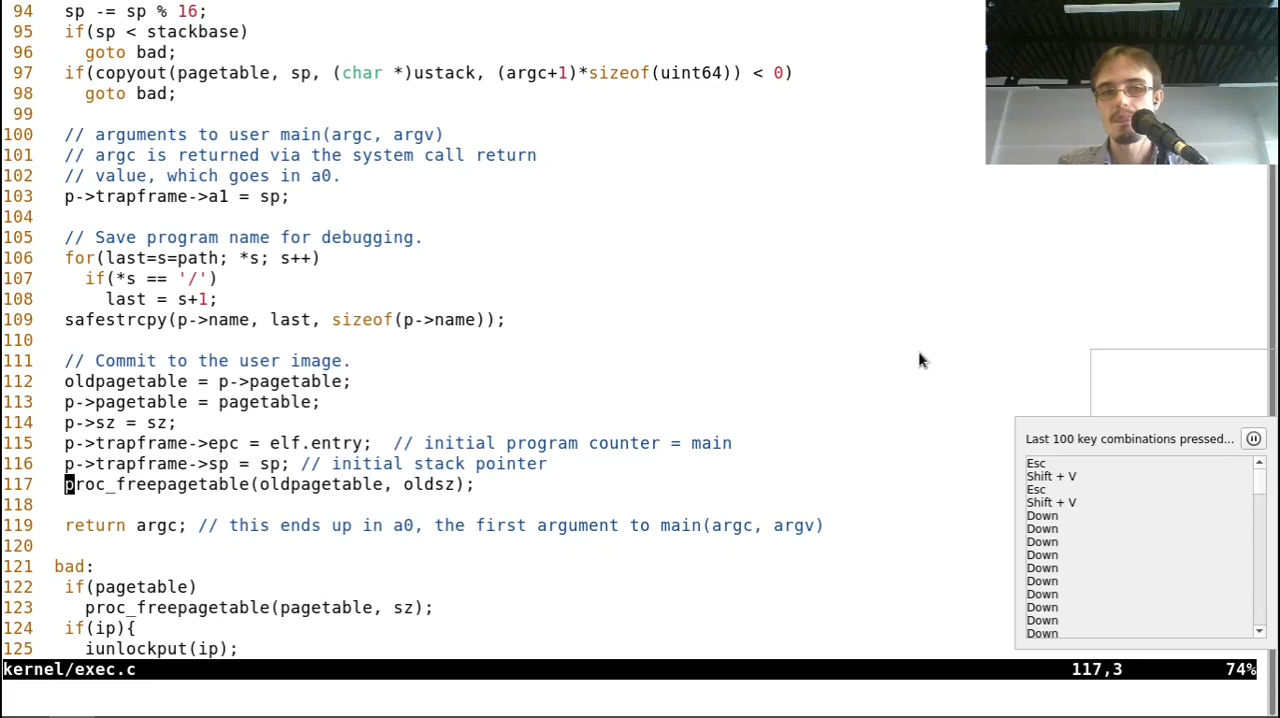 94 sp -= sp % 16;
95 if(sp < stackbase)
96 goto bad;
97 if(copyout(pagetable, sp, (char *)ustack, (argc+1)*sizeof(uint64)) < 0)
98 goto bad;
99
100 // arguments to user main(argc, argv)
101 // argc is returned via the system call return
102 // value, which goes in a0.
103 p->trapframe->a1 = sp;
104
105 // Save program name for debugging.
106 for(last=s=path; *s; s++)
107 if(*s == '/')
108 last = s+1;
109 safestrcpy(p->name, last, sizeof(p->name));
110
111 // Commit to the user image.
112 oldpagetable = p->pagetable;
113 p->pagetable = pagetable;
114 p->sz = sz;
115 p->trapframe->epc = elf.entry;  // initial program counter = main
116 p->trapframe->sp = sp; // initial stack pointer
117 proc_freepagetable(oldpagetable, oldsz);
118
119 return argc; // this ends up in a0, the first argument to main(argc, argv)
120
121 bad:
122 if(pagetable)
123 proc_freepagetable(pagetable, sz);
124 if(ip){
125 iunlockput(ip);
kernel/exec.c 117,3 74%
Last 100 key combinations pressed...
Esc
Shift + V
Esc
Shift + V
Down
Down
Down
Down
Down
Down
Down
Down
Down
Down